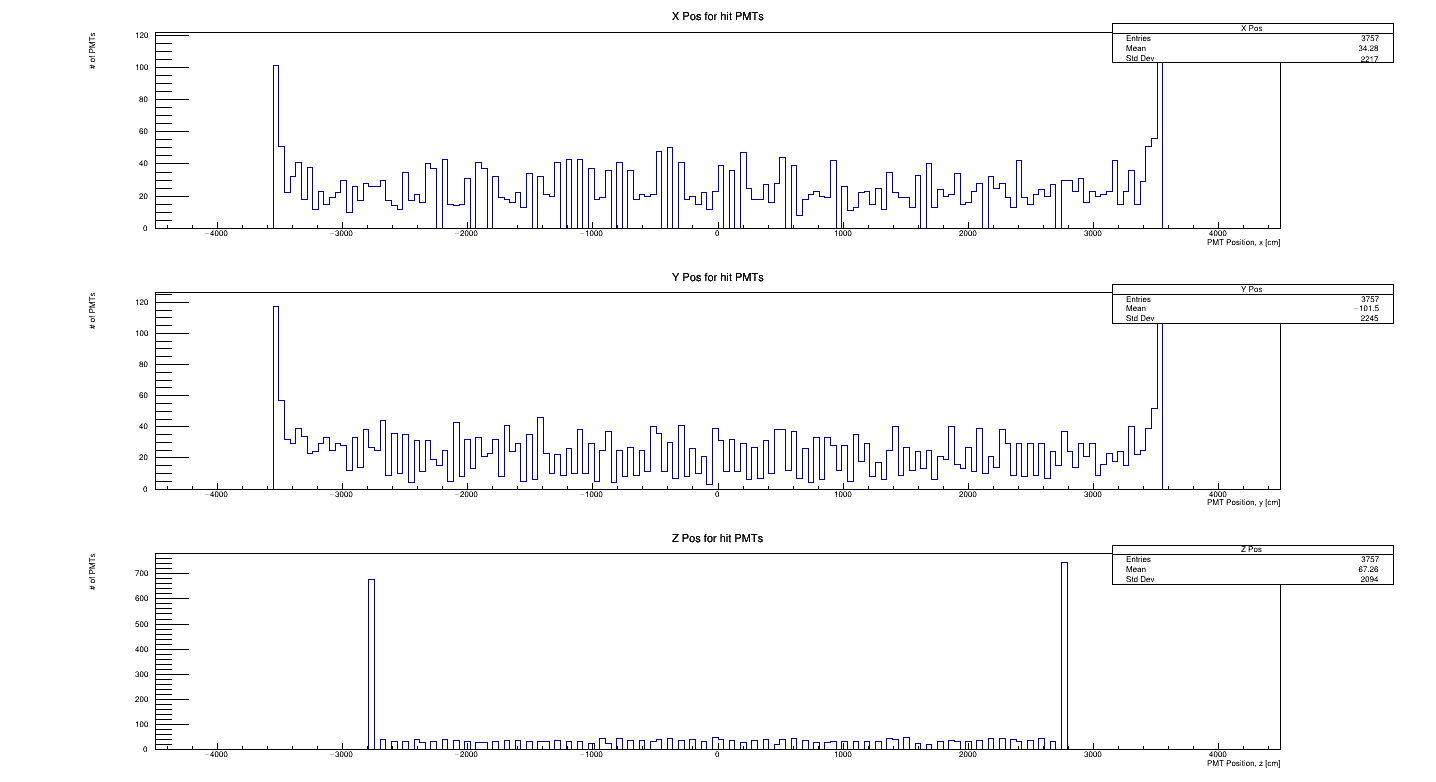 X Pos for hit PMTs
# of PMTs
X Pos
Entries 3757
Mean 34.28
Std Dev 2217
120
100
80
60
40
20
0
−4000 −3000 −2000 −1000 0 1000 2000 3000 4000
PMT Position, x [cm]
Y Pos for hit PMTs
# of PMTs
Y Pos
Entries 3757
Mean −101.5
Std Dev 2245
120
100
80
60
40
20
0
−4000 −3000 −2000 −1000 0 1000 2000 3000 4000
PMT Position, y [cm]
Z Pos for hit PMTs
# of PMTs
Z Pos
Entries 3757
Mean 67.26
Std Dev 2094
700
600
500
400
300
200
100
0
−4000 −3000 −2000 −1000 0 1000 2000 3000 4000
PMT Position, z [cm]